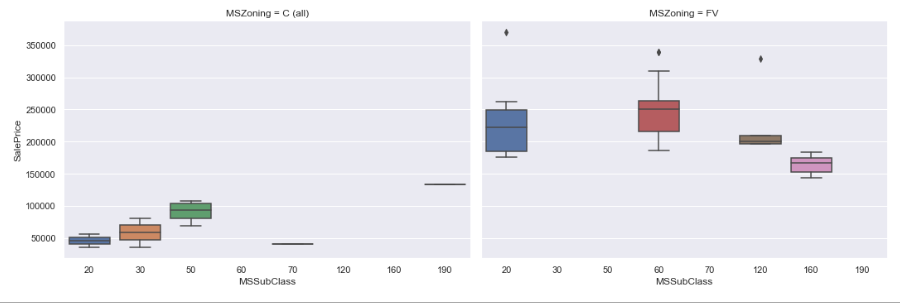 MSZoning = C (all)
MSZoning = FV
SalePrice
350000
300000
250000
200000
150000
100000
50000
20 30 50 60 70 120 160 190
MSSubClass
20 30 50 60 70 120 160 190
MSSubClass